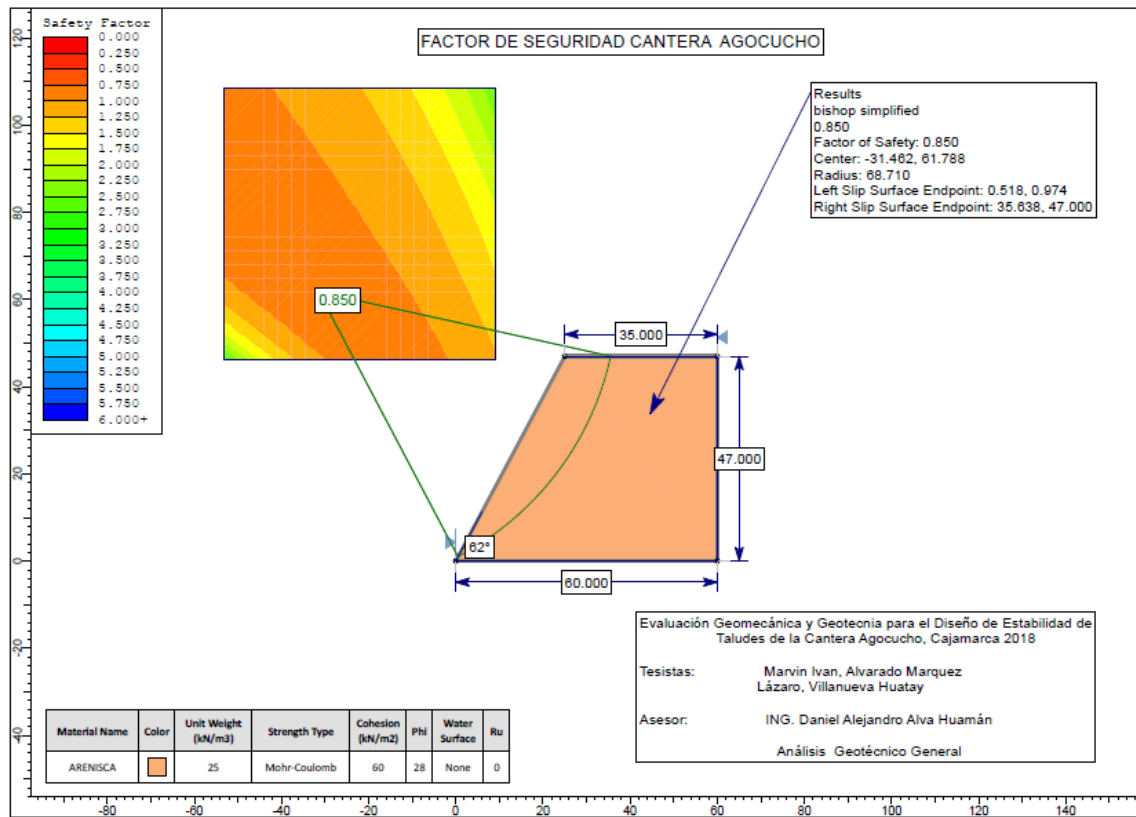 Safety Factor
0.000
0.250
0.500
0.750
1.000
1.250
1.500
1.750
2.000
2.250
2.500
2.750
3.000
3.250
3.500
3.750
4.000
4.250
4.500
4.750
5.000
5.250
5.500
5.750
6.000+
FACTOR DE SEGURIDAD CANTERA AGOCUCHO
Results
bishop simplified
0.850
Factor of Safety: 0.850
Center: -31.462, 61.788
Radius: 68.710
Left Slip Surface Endpoint: 0.518, 0.974
Right Slip Surface Endpoint: 35.638, 47.000
0.850
35.000
47.000
62°
60.000
Evaluación Geomecánica y Geotecnia para el Diseño de Estabilidad de
Taludes de la Cantera Agocucho, Cajamarca 2018
Tesistas: Marvin Ivan, Alvarado Marquez
Lázaro, Villanueva Huatay
Asesor: ING. Daniel Alejandro Alva Huamán
Análisis Geotécnico General
Material Name Color Unit Weight (kN/m3) Strength Type Cohesion (kN/m2) Phi Water Surface Ru
ARENISCA 25 Mohr-Coulomb 60 28 None 0
120
100
80
60
40
20
0
-20
-40
-80 -60 -40 -20 0 20 40 60 80 100 120 140